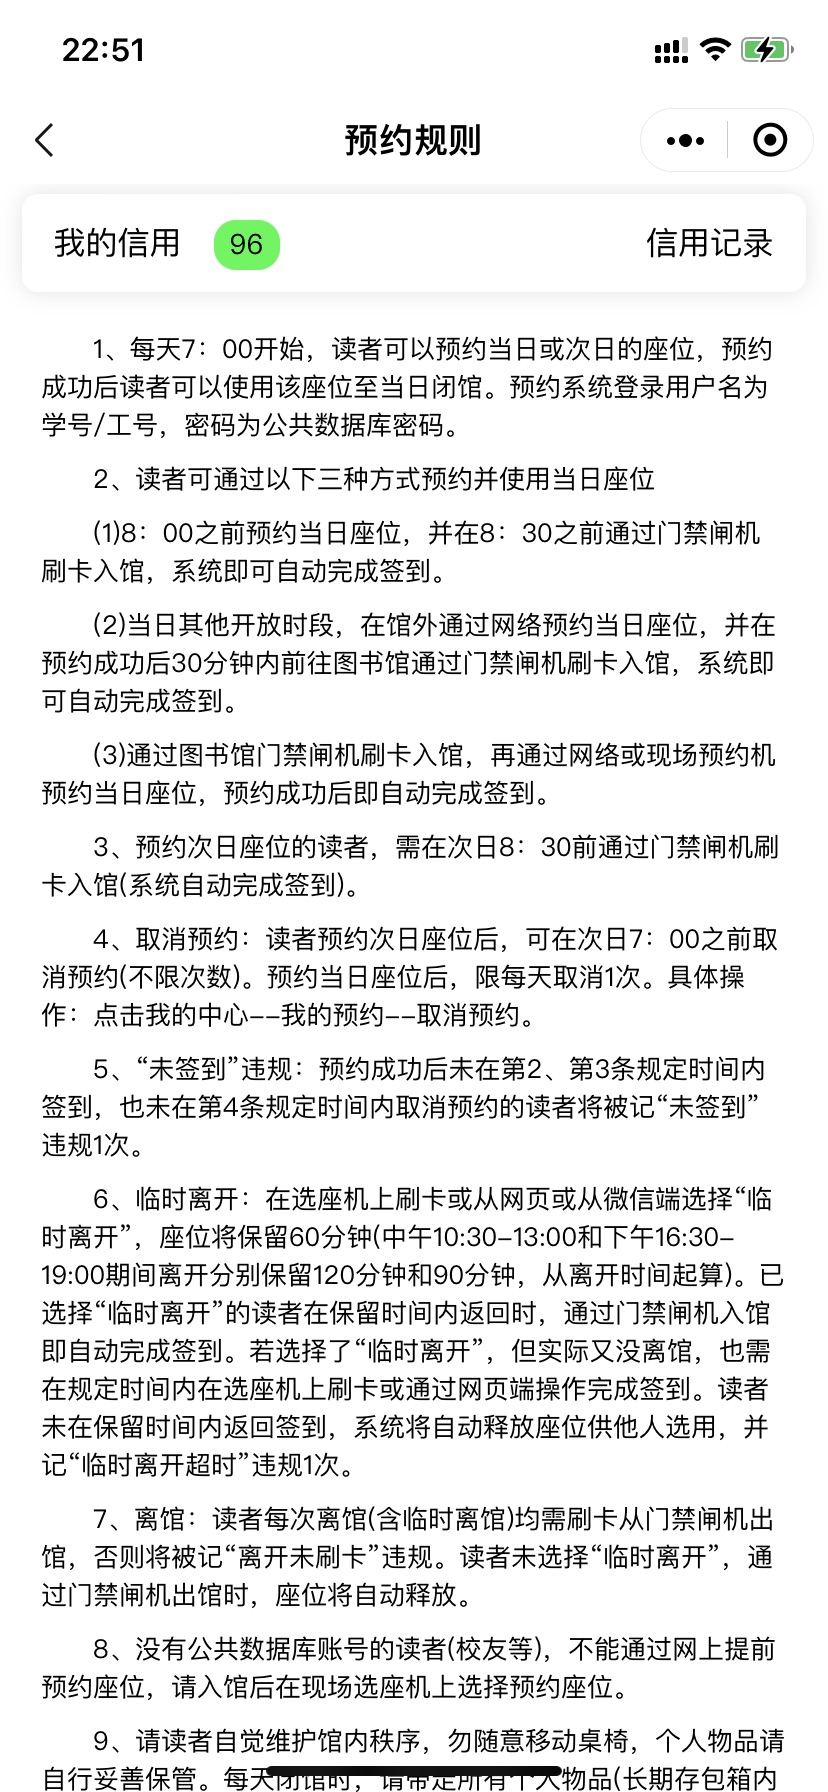 22:51
预约规则
我的信用 96 信用记录
1、每天7：00开始，读者可以预约当日或次日的座位，预约
成功后读者可以使用该座位至当日闭馆。预约系统登录用户名为
学号/工号，密码为公共数据库密码。
2、读者可通过以下三种方式预约并使用当日座位
(1)8：00之前预约当日座位，并在8：30之前通过门禁闸机
刷卡入馆，系统即可自动完成签到。
(2)当日其他开放时段，在馆外通过网络预约当日座位，并在
预约成功后30分钟内前往图书馆通过门禁闸机刷卡入馆，系统即
可自动完成签到。
(3)通过图书馆门禁闸机刷卡入馆，再通过网络或现场预约机
预约当日座位，预约成功后即自动完成签到。
3、预约次日座位的读者，需在次日8：30前通过门禁闸机刷
卡入馆(系统自动完成签到)。
4、取消预约：读者预约次日座位后，可在次日7：00之前取
消预约(不限次数)。预约当日座位后，限每天取消1次。具体操
作：点击我的中心--我的预约--取消预约。
5、“未签到”违规：预约成功后未在第2、第3条规定时间内
签到，也未在第4条规定时间内取消预约的读者将被记“未签到”
违规1次。
6、临时离开：在选座机上刷卡或从网页或从微信端选择“临
时离开”，座位将保留60分钟(中午10:30-13:00和下午16:30-
19:00期间离开分别保留120分钟和90分钟，从离开时间起算)。已
选择“临时离开”的读者在保留时间内返回时，通过门禁闸机入馆
即自动完成签到。若选择了“临时离开”，但实际又没离馆，也需
在规定时间内在选座机上刷卡或通过网页端操作完成签到。读者
未在保留时间内返回签到，系统将自动释放座位供他人选用，并
记“临时离开超时”违规1次。
7、离馆：读者每次离馆(含临时离馆)均需刷卡从门禁闸机出
馆，否则将被记“离开未刷卡”违规。读者未选择“临时离开”，通
过门禁闸机出馆时，座位将自动释放。
8、没有公共数据库账号的读者(校友等)，不能通过网上提前
预约座位，请入馆后在现场选座机上选择预约座位。
9、请读者自觉维护馆内秩序，勿随意移动桌椅，个人物品请
自行妥善保管。每天闭馆时，请带走所有个人物品(长期存包箱内